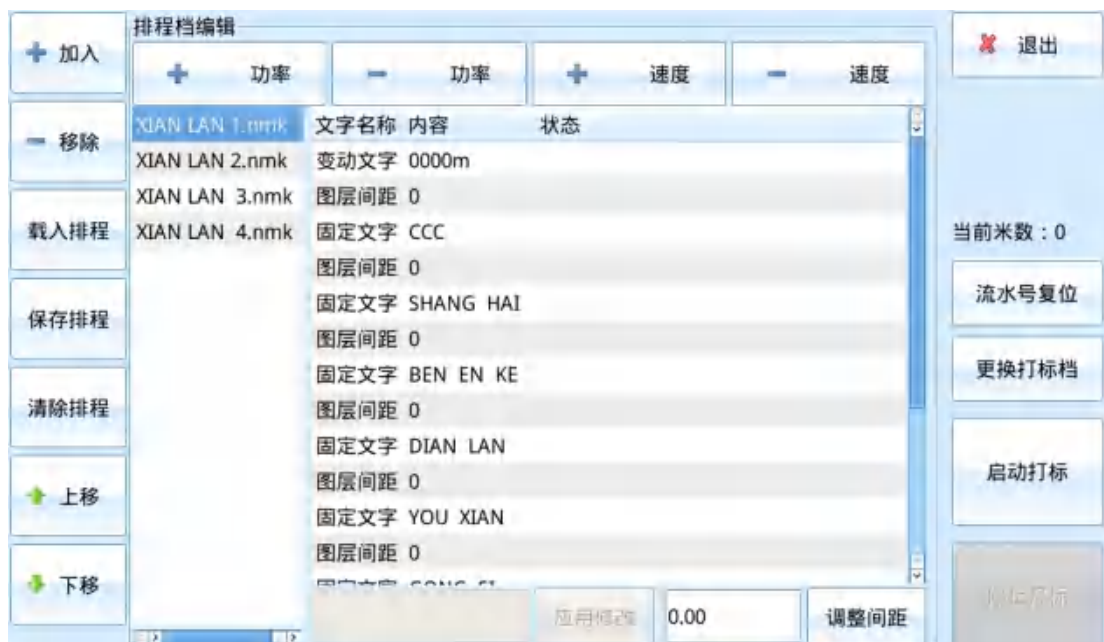 排程档编辑
加入
功率
功率
速度
速度
退出
移除
载入排程
保存排程
清除排程
上移
下移
XIAN LAN 1.nmk
XIAN LAN 2.nmk
XIAN LAN 3.nmk
XIAN LAN 4.nmk
文字名称 内容 状态
变动文字 0000m
图层间距 0
固定文字 CCC
图层间距 0
固定文字 SHANG HAI
图层间距 0
固定文字 BEN EN KE
图层间距 0
固定文字 DIAN LAN
图层间距 0
固定文字 YOU XIAN
图层间距 0
应用修改
0.00
调整间距
当前米数：0
流水号复位
更换打标档
启动打标